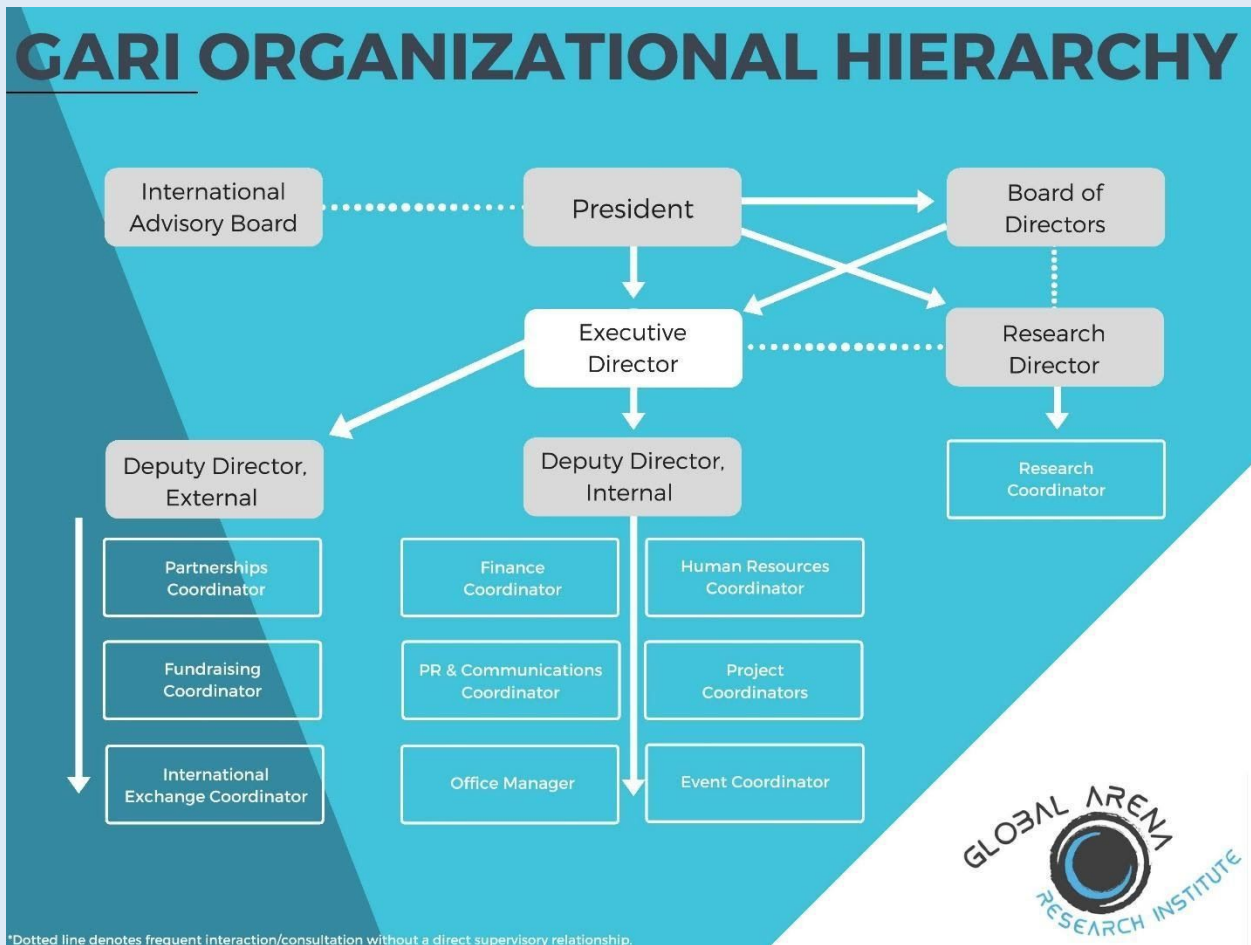 GARI ORGANIZATIONAL HIERARCHY
International
Advisory Board
President
Board of
Directors
Executive
Director
Research
Director
Deputy Director,
External
Deputy Director,
Internal
Research
Coordinator
Partnerships
Coordinator
Finance
Coordinator
Human Resources
Coordinator
Fundraising
Coordinator
PR & Communications
Coordinator
Project
Coordinators
International
Exchange Coordinator
Office Manager
Event Coordinator
GLOBAL ARENA
RESEARCH INSTITUTE
*Dotted line denotes frequent interaction/consultation without a direct supervisory relationship.